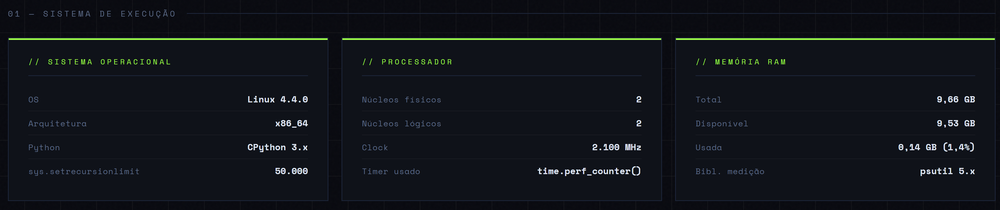 01 — SISTEMA DE EXECUÇÃO
// SISTEMA OPERACIONAL
OS Linux 4.4.0
Arquitetura x86_64
Python CPython 3.x
sys.setrecursionlimit 50.000
// PROCESSADOR
Núcleos físicos 2
Núcleos lógicos 2
Clock 2.100 MHz
Timer usado time.perf_counter()
// MEMÓRIA RAM
Total 9,66 GB
Disponível 9,53 GB
Usada 0,14 GB (1,4%)
Bibl. medição psutil 5.x